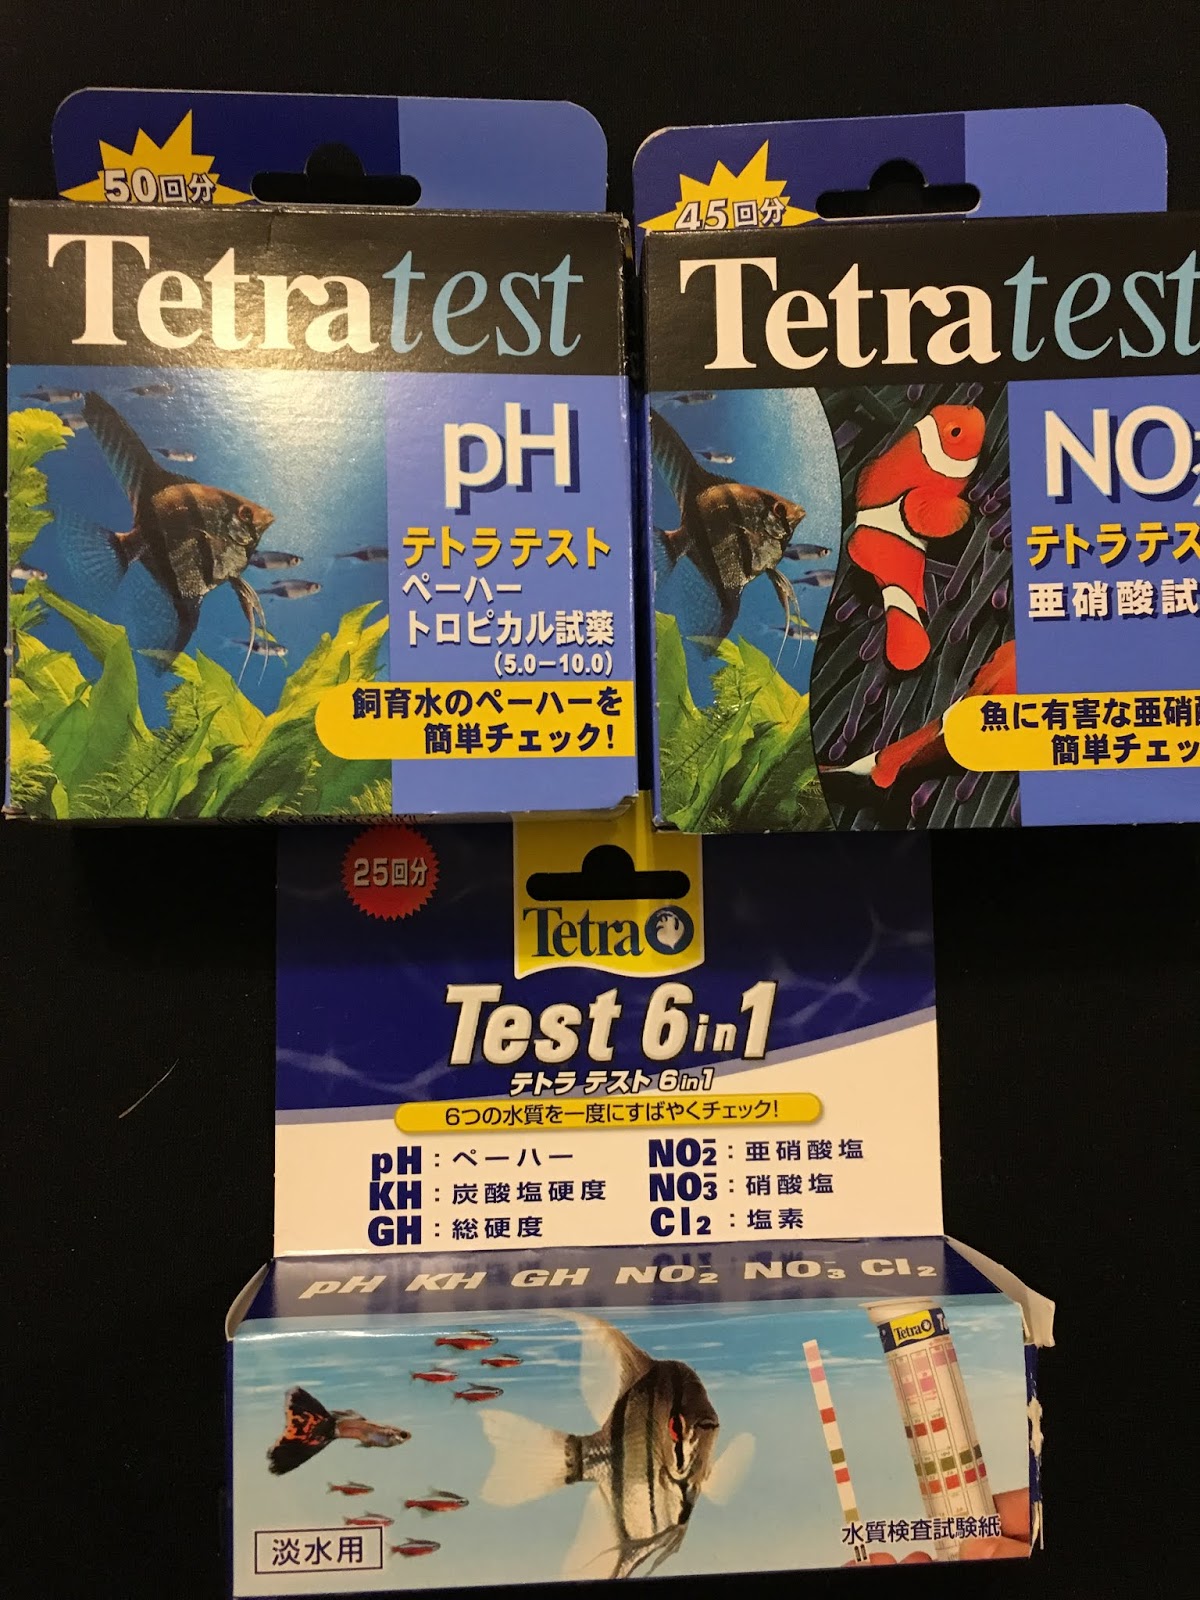 50回分
Tetratest
pH
テトラテスト
ペーハー
トロピカル試薬
(5.0−10.0)
飼育水のペーハーを
簡単チェック!
45回分
Tetratest
NO₂
テトラテス
亜硝酸試
魚に有害な亜硝
簡単チェッ
25回分
Tetra
Test 6in1
テトラ テスト 6in1
6つの水質を一度にすばやくチェック!
pH : ペーハー
KH : 炭酸塩硬度
GH : 総硬度
NO₂⁻ : 亜硝酸塩
NO₃⁻ : 硝酸塩
Cl₂ : 塩素
pH KH GH NO₂⁻ NO₃⁻ Cl₂
Tetra
淡水用
水質検査試験紙